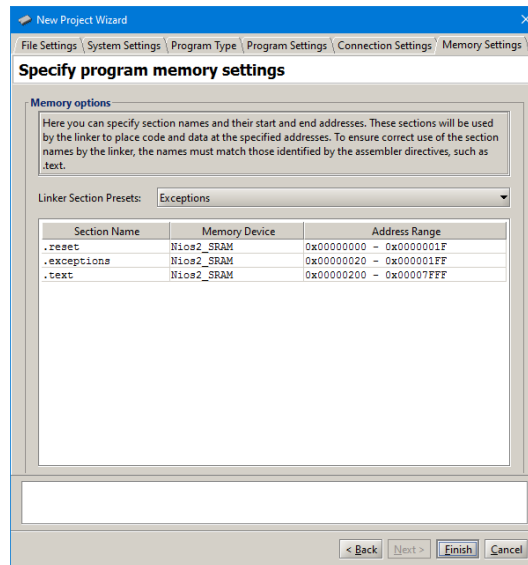 New Project Wizard
File Settings System Settings Program Type Program Settings Connection Settings Memory Settings
Specify program memory settings
Memory options
Here you can specify section names and their start and end addresses. These sections will be used
by the linker to place code and data at the specified addresses. To ensure correct use of the section
names by the linker, the names must match those identified by the assembler directives, such as
.text.
Linker Section Presets: Exceptions
Section Name Memory Device Address Range
.reset Nios2_SRAM 0x00000000 - 0x0000001F
.exceptions Nios2_SRAM 0x00000020 - 0x000001FF
.text Nios2_SRAM 0x00000200 - 0x00007FFF
< Back Next > Finish Cancel